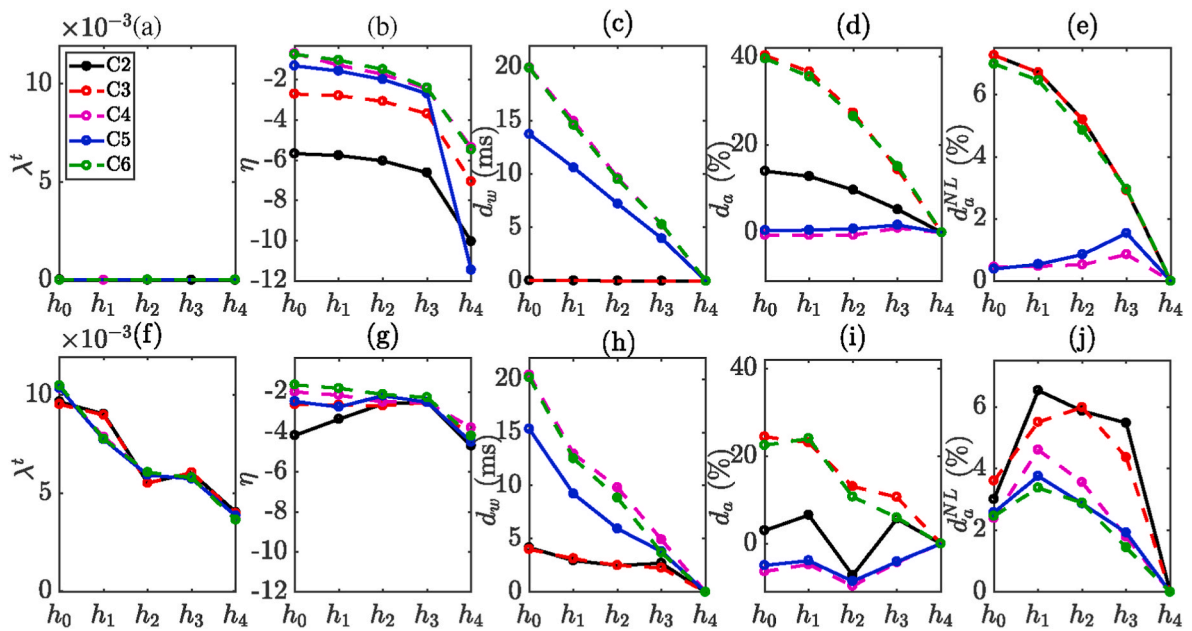 ×10⁻³(a)
(b)
(c)
(d)
(e)
λᵗ
10
5
0
C2
C3
C4
C5
C6
h₀ h₁ h₂ h₃ h₄
η
-2
-4
-6
-8
-10
-12
h₀ h₁ h₂ h₃ h₄
d_w (ms)
20
15
10
5
0
h₀ h₁ h₂ h₃ h₄
d_a (%)
40
20
0
h₀ h₁ h₂ h₃ h₄
d_a^{NL} (%)
6
4
2
0
h₀ h₁ h₂ h₃ h₄
×10⁻³(f)
(g)
(h)
(i)
(j)
λᵗ
10
5
0
h₀ h₁ h₂ h₃ h₄
η
-2
-4
-6
-8
-10
-12
h₀ h₁ h₂ h₃ h₄
d_w (ms)
20
15
10
5
0
h₀ h₁ h₂ h₃ h₄
d_a (%)
40
20
0
h₀ h₁ h₂ h₃ h₄
d_a^{NL} (%)
6
4
2
0
h₀ h₁ h₂ h₃ h₄